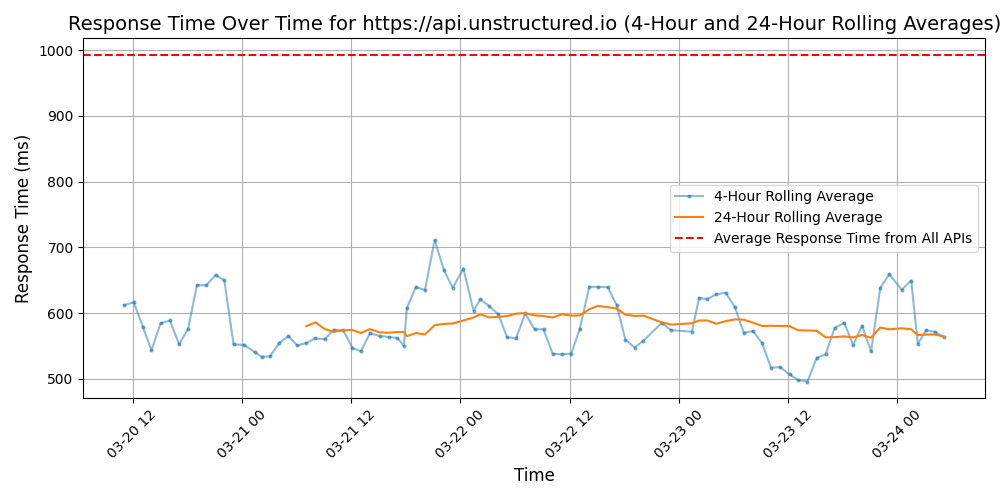 Response Time Over Time for https://api.unstructured.io (4-Hour and 24-Hour Rolling Averages)
Response Time (ms)
1000
900
800
700
600
500
4-Hour Rolling Average
24-Hour Rolling Average
Average Response Time from All APIs
03-20 12
03-21 00
03-21 12
03-22 00
03-22 12
03-23 00
03-23 12
03-24 00
Time